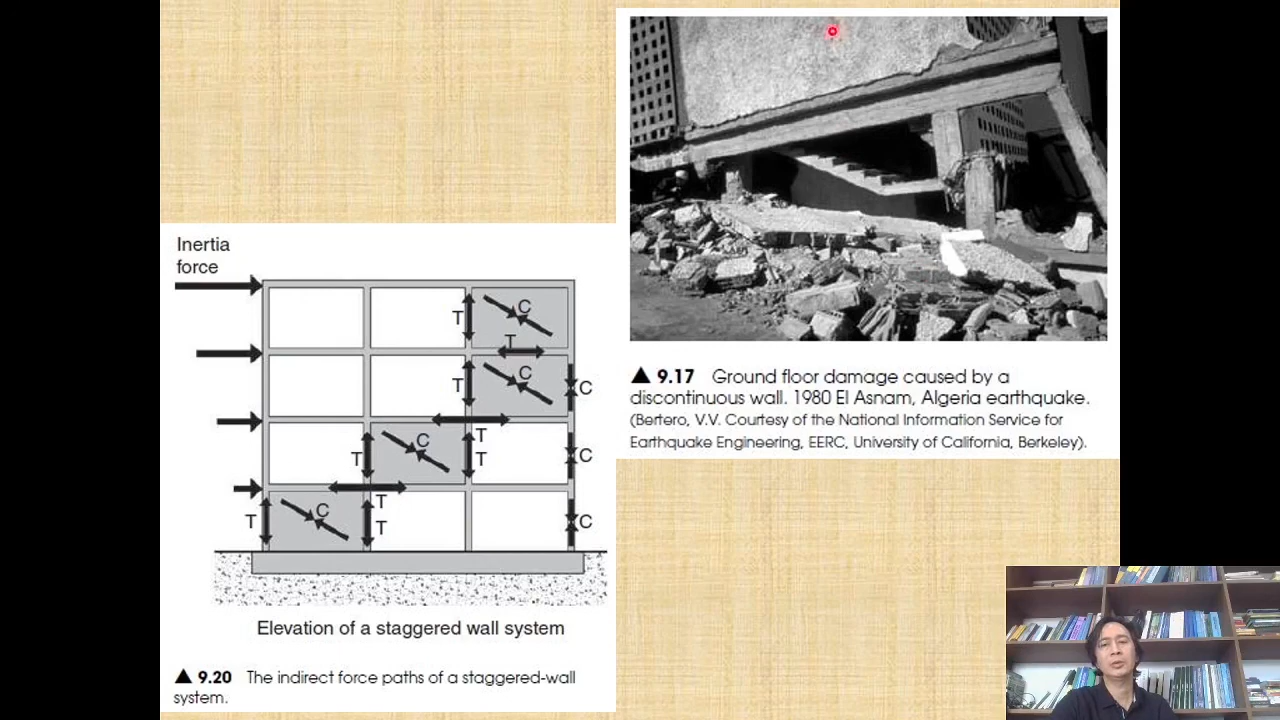 Inertia
force
C
T
T
C
T
C
C
T
T
T
C
T
C
T
T
C
Elevation of a staggered wall system
▲ 9.20 The indirect force paths of a staggered-wall
system.
▲ 9.17 Ground floor damage caused by a
discontinuous wall. 1980 El Asnam, Algeria earthquake.
(Bertero, V.V. Courtesy of the National Information Service for
Earthquake Engineering, EERC, University of California, Berkeley).